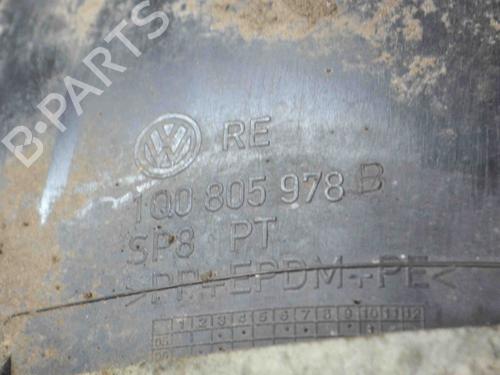 B-PARTS
VW RE
1Q0 805 978 B
SP8 PT
>PP+EPDM+PE<
1 2 3 4 5 6 7 8 9 10 11 12